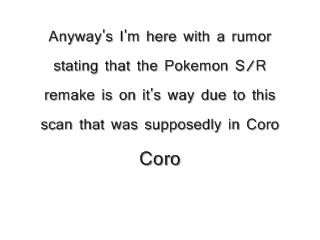 Anyway's I'm here with a rumor
stating that the Pokemon S/R
remake is on it's way due to this
scan that was supposedly in Coro
Coro